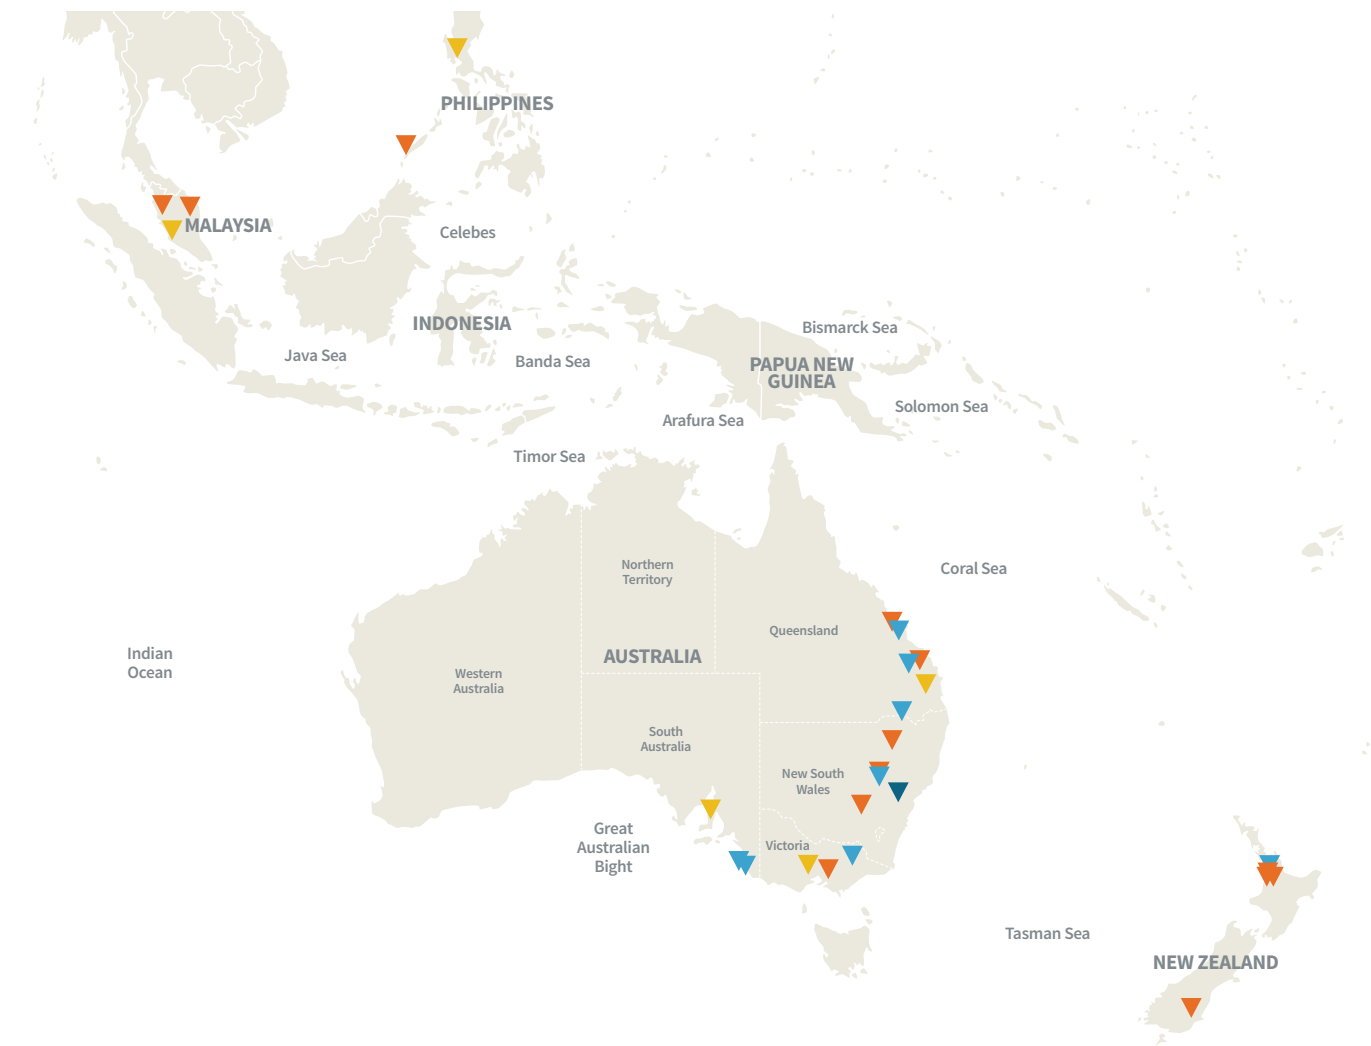 PHILIPPINES
MALAYSIA
Celebes
INDONESIA
Bismarck Sea
Java Sea
Banda Sea
PAPUA NEW
GUINEA
Solomon Sea
Arafura Sea
Timor Sea
Northern
Territory
Coral Sea
Queensland
Indian
Ocean
AUSTRALIA
Western
Australia
South
Australia
New South
Wales
Great
Australian
Bight
Victoria
Tasman Sea
NEW ZEALAND